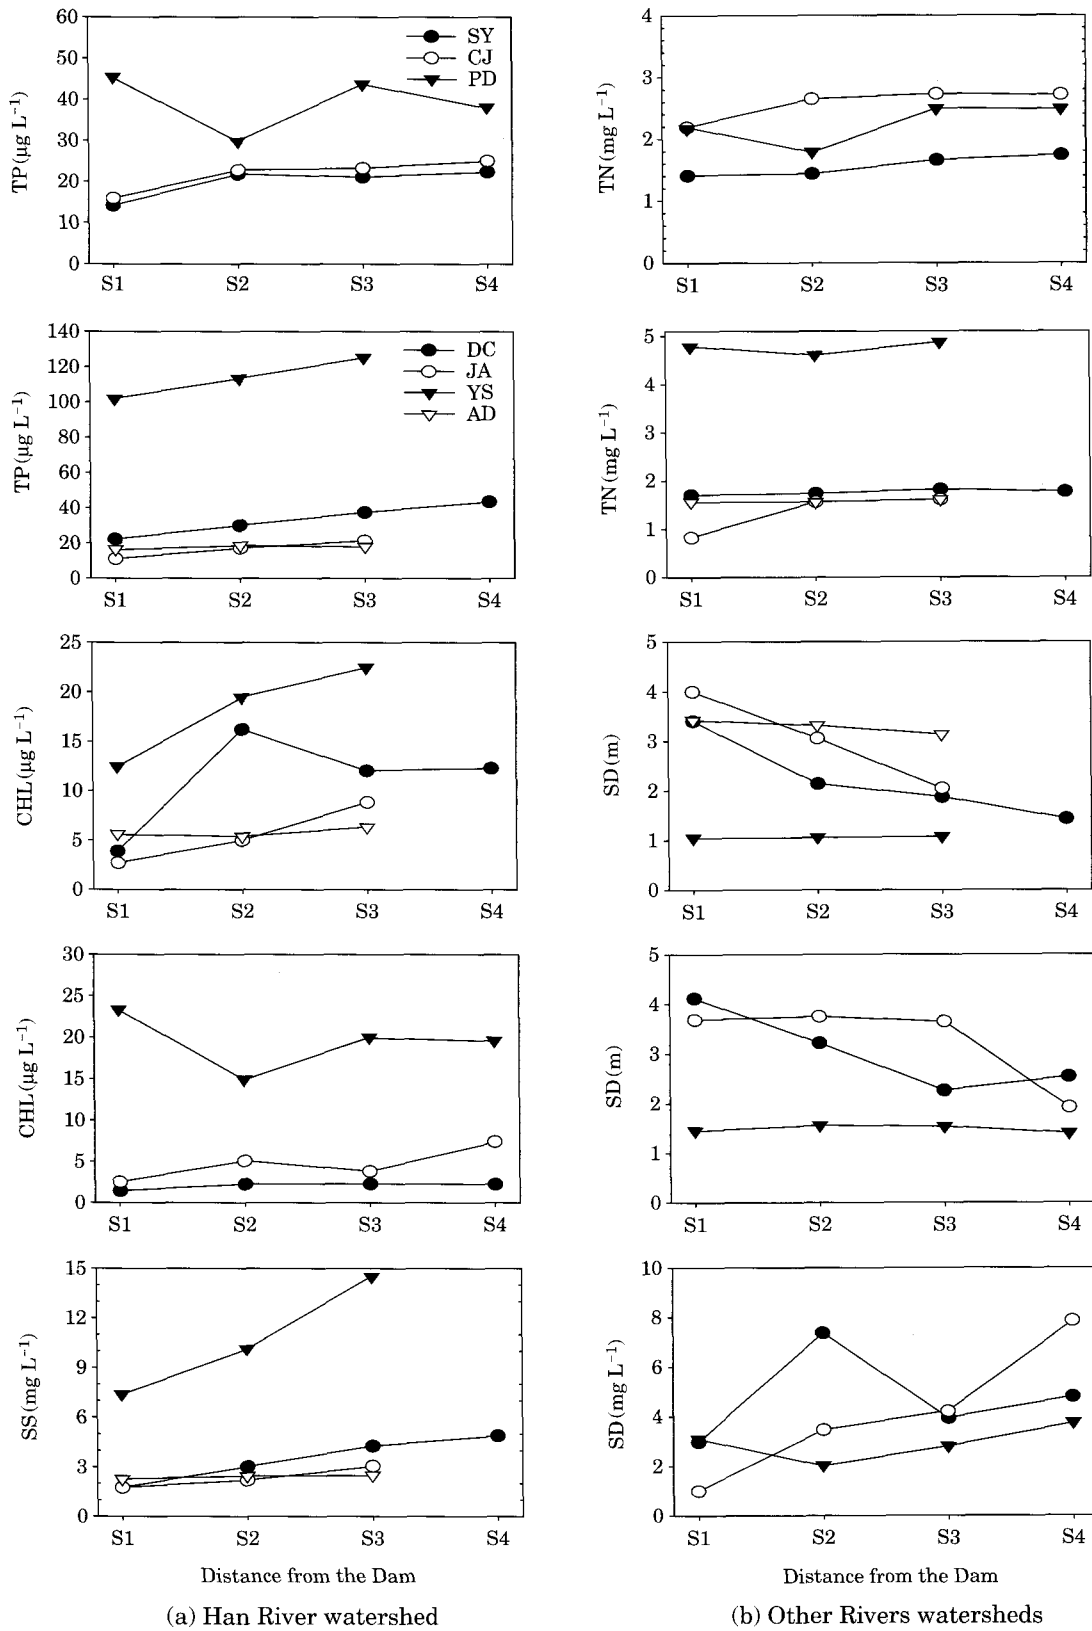 60
50
40
30
20
10
0
TP(µg L⁻¹)
SY
CJ
PD
S1 S2 S3 S4
4
3
2
1
0
TN(mg L⁻¹)
S1 S2 S3 S4
140
120
100
80
60
40
20
0
TP(µg L⁻¹)
DC
JA
YS
AD
S1 S2 S3 S4
5
4
3
2
1
0
TN(mg L⁻¹)
S1 S2 S3 S4
25
20
15
10
5
0
CHL(µg L⁻¹)
S1 S2 S3 S4
5
4
3
2
1
0
SD(m)
S1 S2 S3 S4
30
25
20
15
10
5
0
CHL(µg L⁻¹)
S1 S2 S3 S4
5
4
3
2
1
0
SD(m)
S1 S2 S3 S4
15
12
9
6
3
0
SS(mg L⁻¹)
S1 S2 S3 S4
Distance from the Dam
(a) Han River watershed
10
8
6
4
2
0
SD(mg L⁻¹)
S1 S2 S3 S4
Distance from the Dam
(b) Other Rivers watersheds